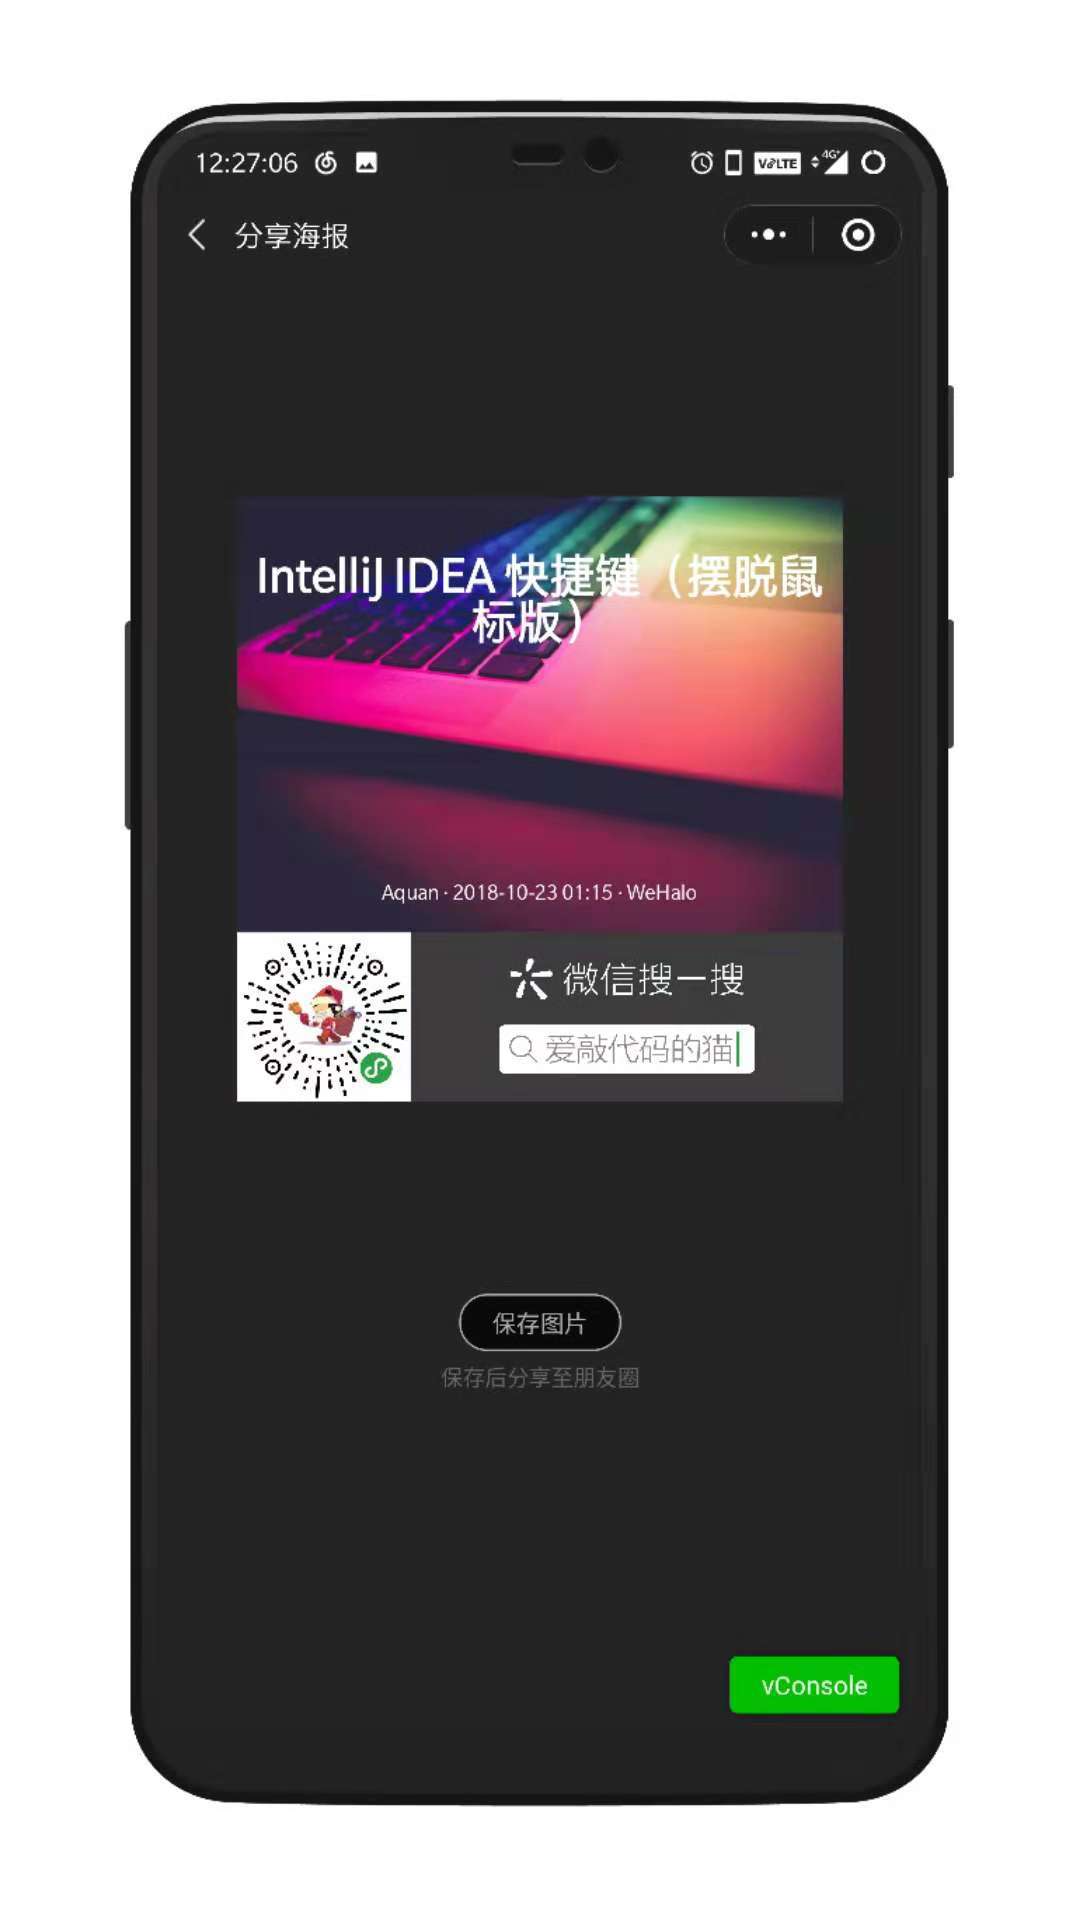 12:27:06
VoLTE 4G+
分享海报
IntelliJ IDEA 快捷键（摆脱鼠
标版）
Aquan · 2018-10-23 01:15 · WeHalo
微信搜一搜
爱敲代码的猫
保存图片
保存后分享至朋友圈
vConsole